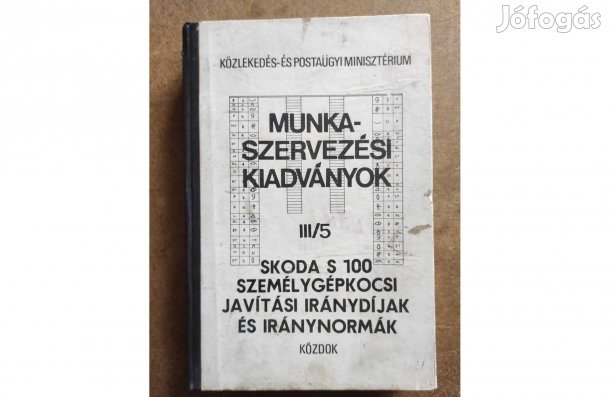 Jófogás
KÖZLEKEDÉS-ÉS POSTAÜGYI MINISZTÉRIUM
MUNKA-
SZERVEZÉSI
KIADVÁNYOK
III/5
SKODA S 100
SZEMÉLYGÉPKOCSI
JAVÍTÁSI IRÁNYDÍJAK
ÉS IRÁNYNORMÁK
KÖZDOK